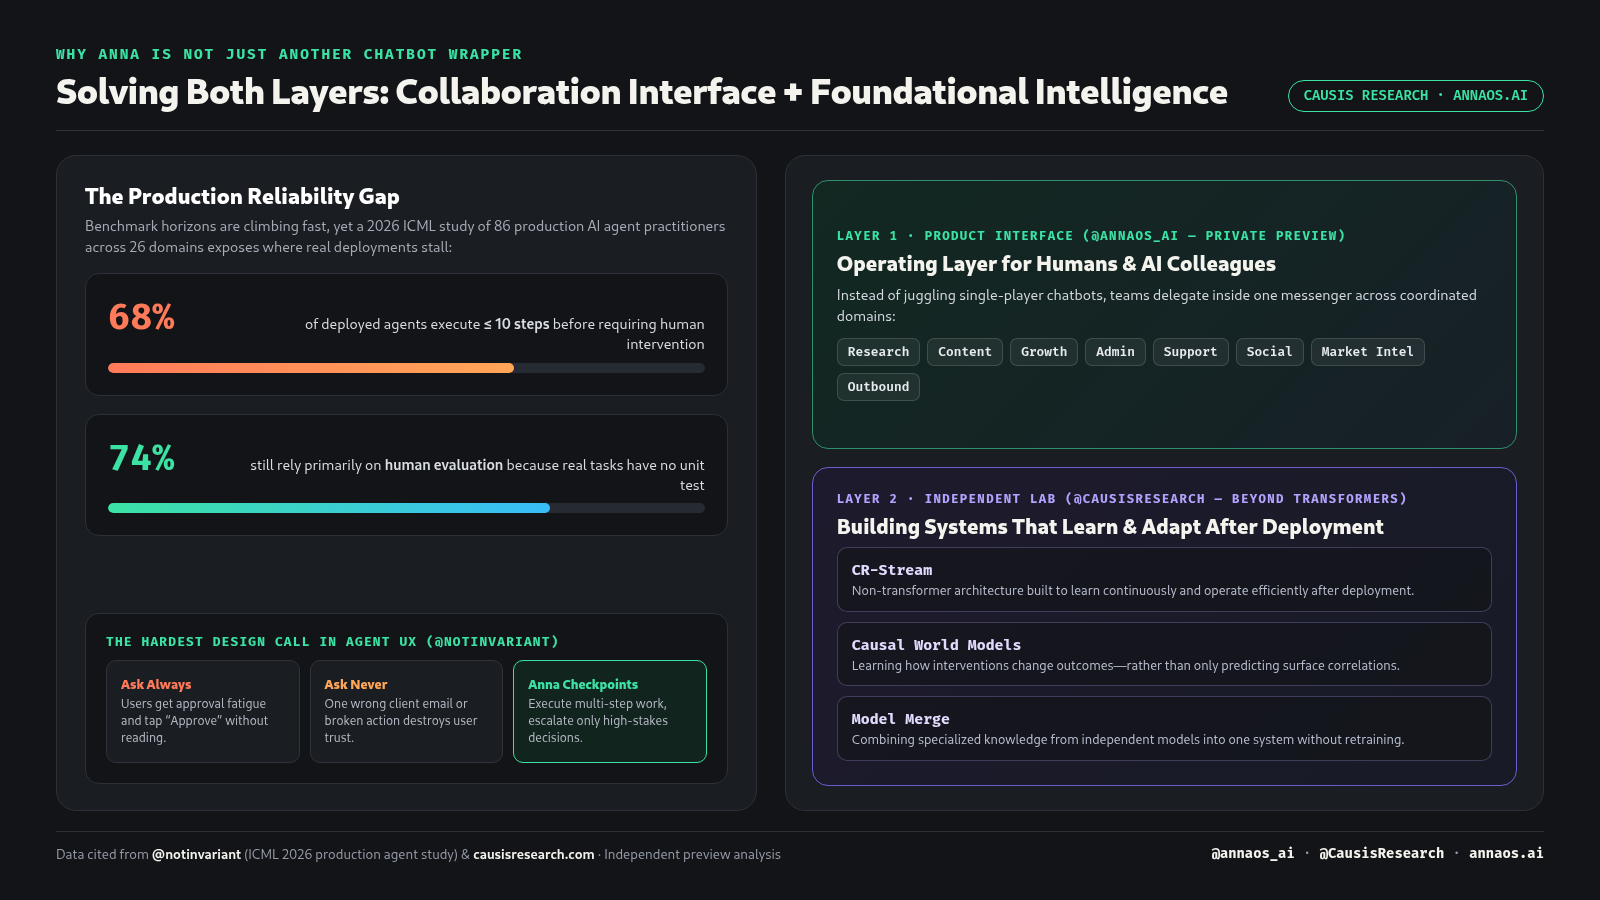 WHY ANNA IS NOT JUST ANOTHER CHATBOT WRAPPER
Solving Both Layers: Collaboration Interface + Foundational Intelligence
CAUSIS RESEARCH · ANNAOS.AI
The Production Reliability Gap
Benchmark horizons are climbing fast, yet a 2026 ICML study of 86 production AI agent practitioners
across 26 domains exposes where real deployments stall:
68%
of deployed agents execute ≤ 10 steps before requiring human
intervention
74%
still rely primarily on human evaluation because real tasks have no unit
test
THE HARDEST DESIGN CALL IN AGENT UX (@NOTINVARIANT)
Ask Always
Users get approval fatigue
and tap “Approve” without
reading.
Ask Never
One wrong client email or
broken action destroys user
trust.
Anna Checkpoints
Execute multi-step work,
escalate only high-stakes
decisions.
LAYER 1 · PRODUCT INTERFACE (@ANNAOS_AI — PRIVATE PREVIEW)
Operating Layer for Humans & AI Colleagues
Instead of juggling single-player chatbots, teams delegate inside one messenger across coordinated
domains:
Research Content Growth Admin Support Social Market Intel
Outbound
LAYER 2 · INDEPENDENT LAB (@CAUSISRESEARCH — BEYOND TRANSFORMERS)
Building Systems That Learn & Adapt After Deployment
CR-Stream
Non-transformer architecture built to learn continuously and operate efficiently after deployment.
Causal World Models
Learning how interventions change outcomes—rather than only predicting surface correlations.
Model Merge
Combining specialized knowledge from independent models into one system without retraining.
Data cited from @notinvariant (ICML 2026 production agent study) & causisresearch.com · Independent preview analysis
@annaos_ai · @CausisResearch · annaos.ai